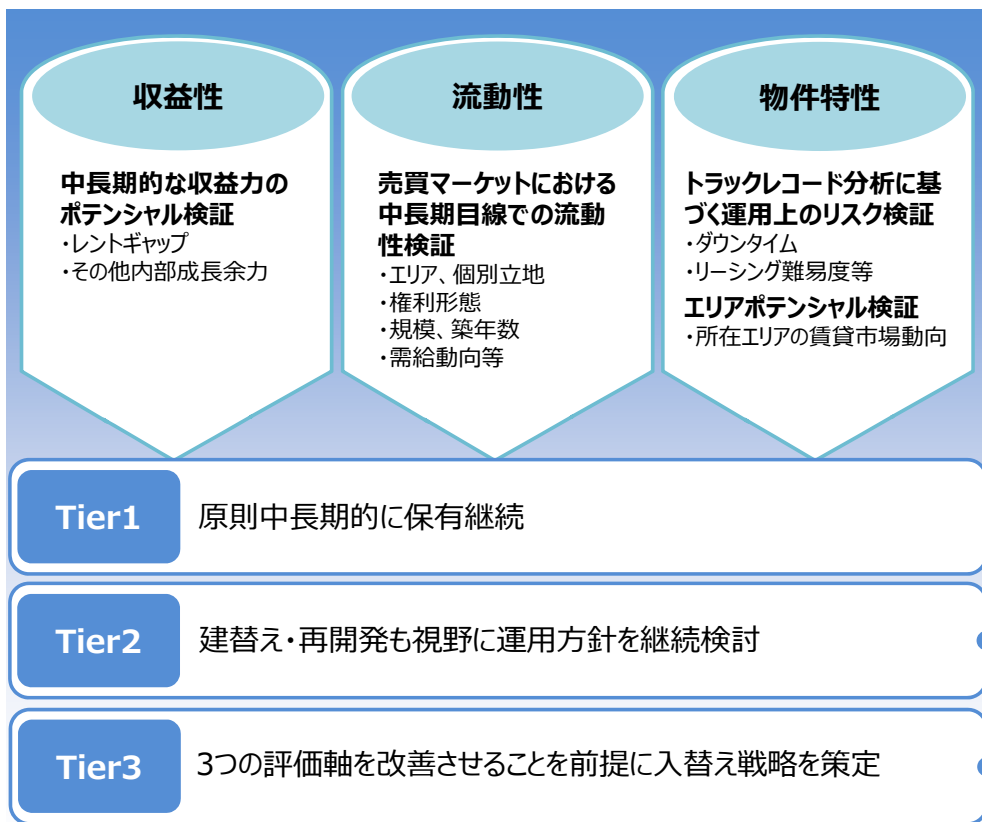 収益性
中長期的な収益力の
ポテンシャル検証
・レントギャップ
・その他内部成長余力
流動性
売買マーケットにおける
中長期目線での流動
性検証
・エリア、個別立地
・権利形態
・規模、築年数
・需給動向等
物件特性
トラックレコード分析に基
づく運用上のリスク検証
・ダウンタイム
・リーシング難易度等
エリアポテンシャル検証
・所在エリアの賃貸市場動向
Tier1
原則中長期的に保有継続
Tier2
建替え・再開発も視野に運用方針を継続検討
Tier3
3つの評価軸を改善させることを前提に入替え戦略を策定